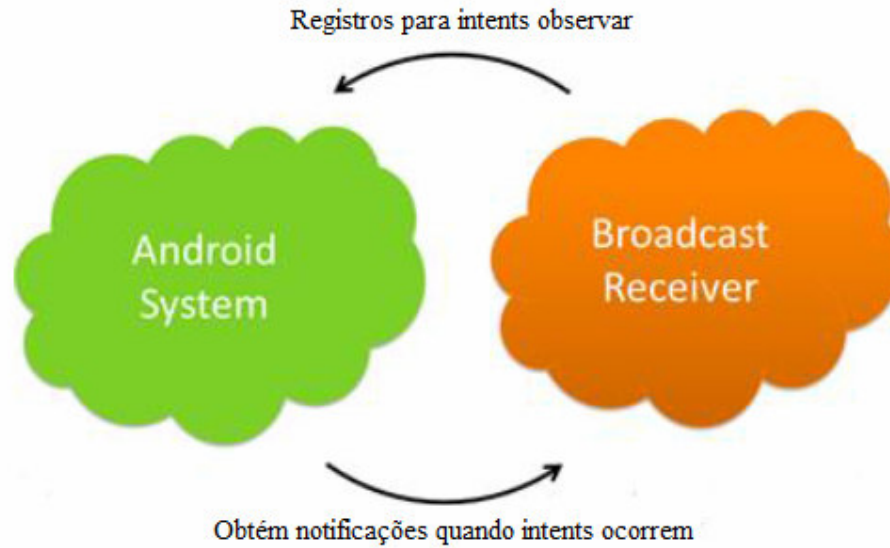 Registros para intents observar
Android
System
Broadcast
Receiver
Obtém notificações quando intents ocorrem